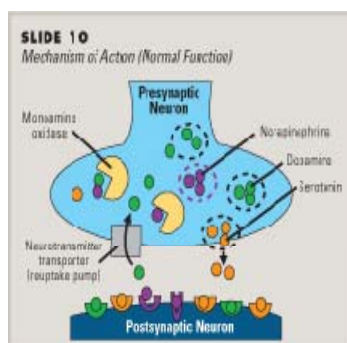 SLIDE 10
Mechanism of Action (Normal Function)
Presynaptic
Neuron
Monoamine
oxidase
Norepinephrine
Dopamine
Serotonin
Neurotransmitter
transporter
(reuptake pump)
Postsynaptic Neuron